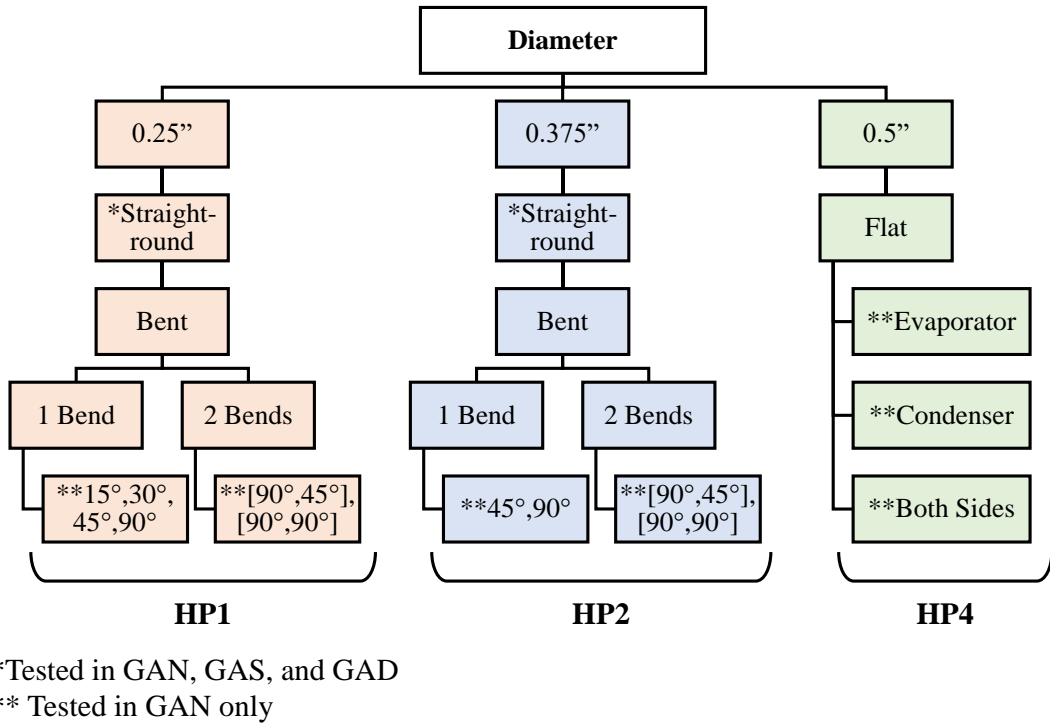 Diameter
0.25”
0.375”
0.5”
*Straight-
round
*Straight-
round
Flat
Bent
Bent
**Evaporator
1 Bend
2 Bends
1 Bend
2 Bends
**Condenser
**15°,30°,
45°,90°
**[90°,45°],
[90°,90°]
**45°,90°
**[90°,45°],
[90°,90°]
**Both Sides
HP1
HP2
HP4
*Tested in GAN, GAS, and GAD
** Tested in GAN only